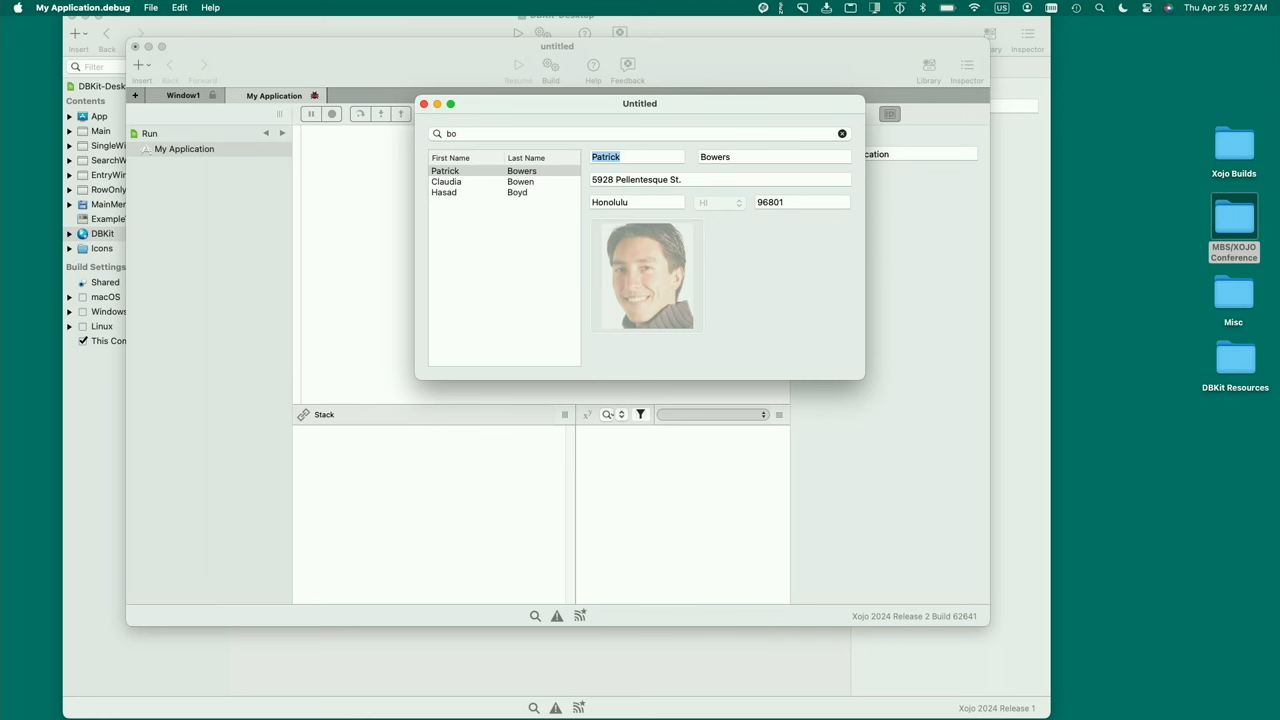 My Application.debug File Edit Help Thu Apr 25 9:27 AM
DBKit-Desktop
Insert Back Inspector
Filter
untitled
Insert Back Forward Resume Build Help Feedback Library Inspector
Window1 My Application
Run
My Application
Contents
App
Main
SingleWi
SearchW
EntryWin
RowOnly
MainMer
Example
DBKit
Icons
Build Settings
Shared
macOS
Windows
Linux
This Con
Untitled
bo
First Name Last Name
Patrick Bowers
Claudia Bowen
Hasad Boyd
Patrick Bowers
5928 Pellentesque St.
Honolulu HI 96801
cation
Stack
Xojo 2024 Release 2 Build 62641
Xojo 2024 Release 1
Xojo Builds
MBS/XOJO
Conference
Misc
DBKit Resources